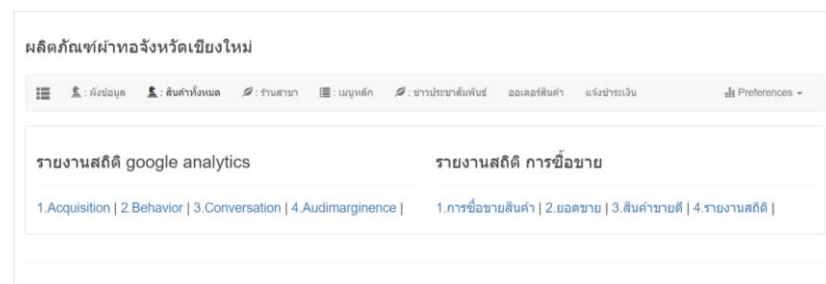 ผลิตภัณฑ์ผ้าทอจังหวัดเชียงใหม่
: ผังข้อมูล : สินค้าทั้งหมด : ร้านสาขา : เมนูหลัก : ข่าวประชาสัมพันธ์ ออเดอร์สินค้า แจ้งชำระเงิน Preferences
รายงานสถิติ google analytics
1.Acquisition | 2.Behavior | 3.Conversation | 4.Audimarginence |
รายงานสถิติ การซื้อขาย
1.การซื้อขายสินค้า | 2.ยอดขาย | 3.สินค้าขายดี | 4.รายงานสถิติ |